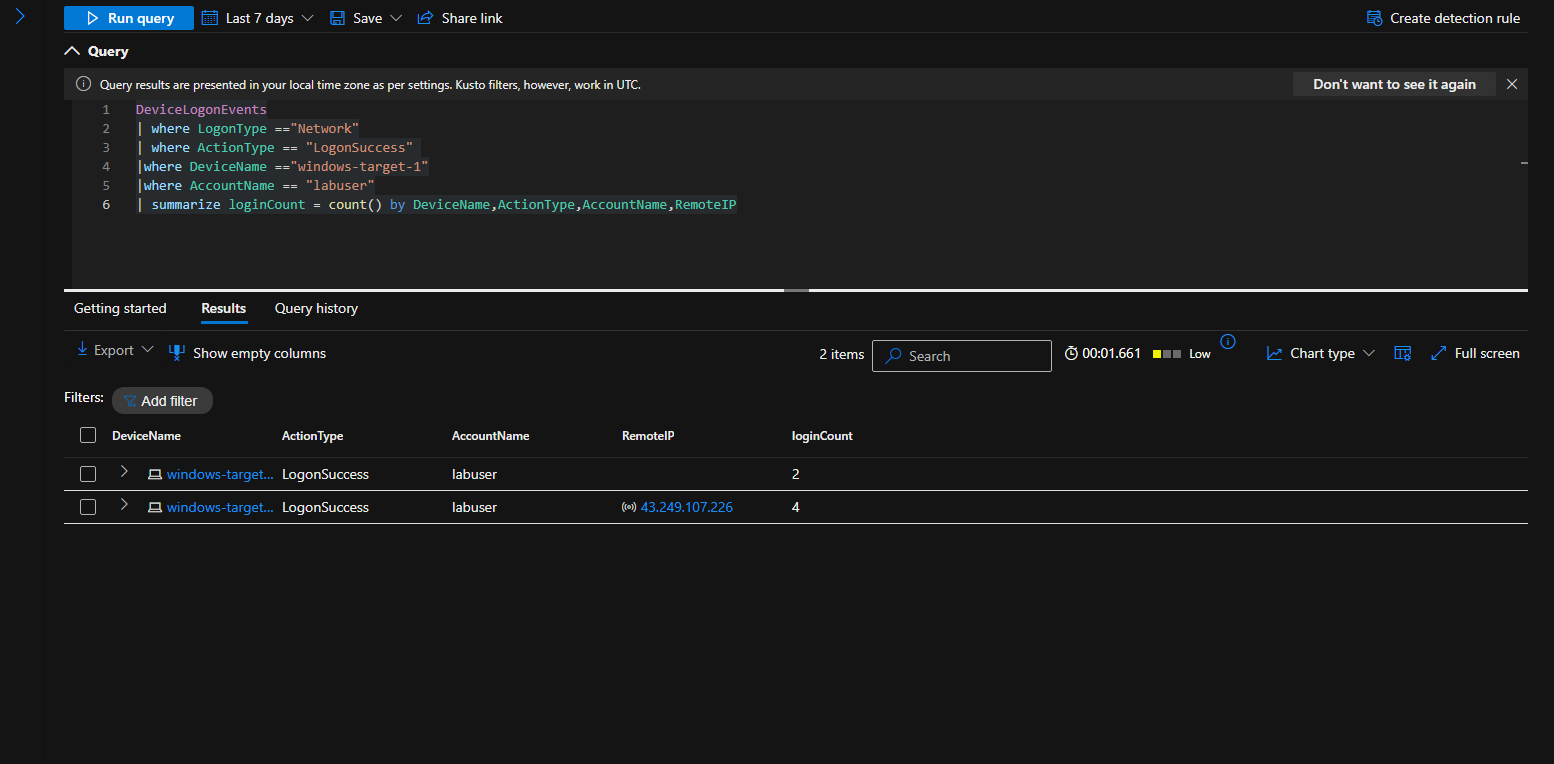 Run query Last 7 days Save Share link Create detection rule
Query
Query results are presented in your local time zone as per settings. Kusto filters, however, work in UTC. Don't want to see it again
1 DeviceLogonEvents
2 | where LogonType =="Network"
3 | where ActionType == "LogonSuccess"
4 |where DeviceName =="windows-target-1"
5 |where AccountName == "labuser"
6 | summarize loginCount = count() by DeviceName,ActionType,AccountName,RemoteIP
Getting started Results Query history
Export Show empty columns 2 items Search 00:01.661 Low Chart type Full screen
Filters: Add filter
DeviceName ActionType AccountName RemoteIP loginCount
windows-target... LogonSuccess labuser 2
windows-target... LogonSuccess labuser 43.249.107.226 4